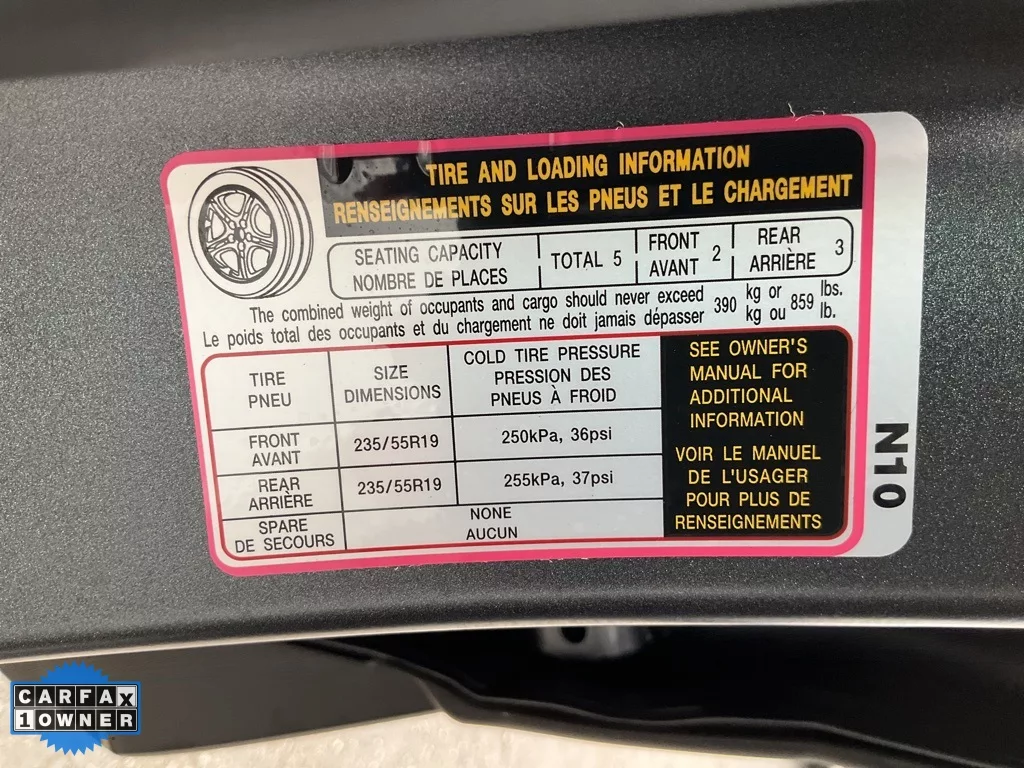 TIRE AND LOADING INFORMATION
RENSEIGNEMENTS SUR LES PNEUS ET LE CHARGEMENT
SEATING CAPACITY
NOMBRE DE PLACES
TOTAL 5
FRONT
AVANT
2
REAR
ARRIÈRE
3
The combined weight of occupants and cargo should never exceed 390 kg or 859 lbs.
Le poids total des occupants et du chargement ne doit jamais dépasser kg ou lb.
TIRE
PNEU
SIZE
DIMENSIONS
COLD TIRE PRESSURE
PRESSION DES
PNEUS À FROID
FRONT
AVANT
235/55R19
250kPa, 36psi
REAR
ARRIÈRE
235/55R19
255kPa, 37psi
SPARE
DE SECOURS
NONE
AUCUN
SEE OWNER'S
MANUAL FOR
ADDITIONAL
INFORMATION
VOIR LE MANUEL
DE L'USAGER
POUR PLUS DE
RENSEIGNEMENTS
N10
CARFAX
1 OWNER